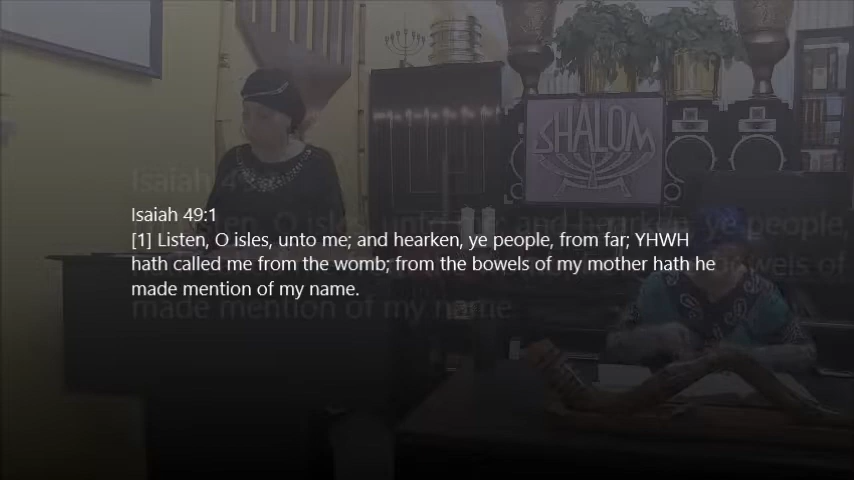 SHALOM
Isaiah 49:1
[1] Listen, O isles, unto me; and hearken, ye people, from far; YHWH
hath called me from the womb; from the bowels of my mother hath he
made mention of my name.